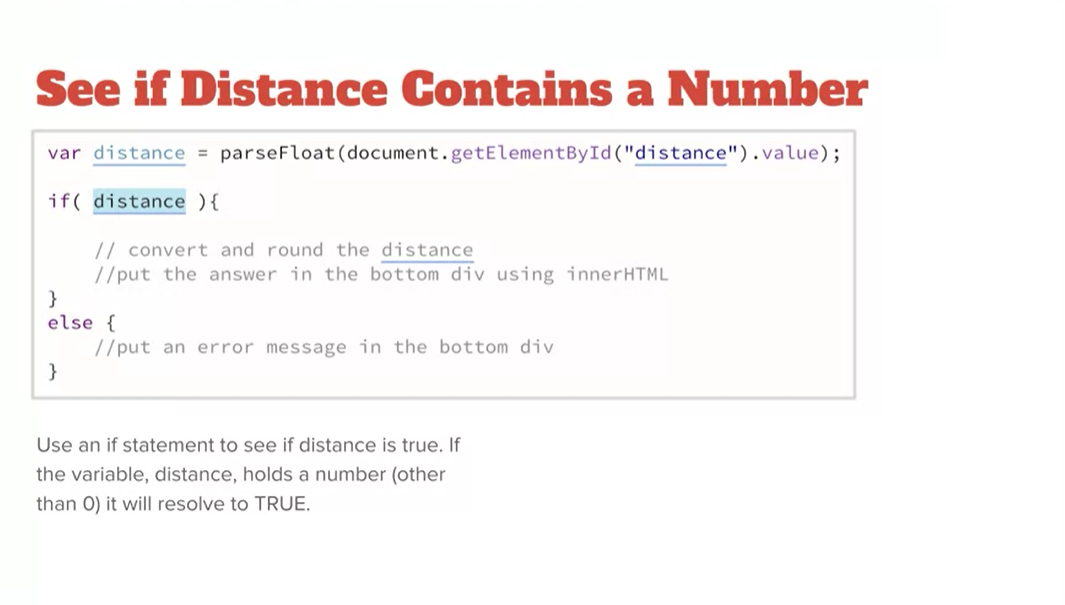 See if Distance Contains a Number
var distance = parseFloat(document.getElementById("distance").value);
if( distance ){
// convert and round the distance
//put the answer in the bottom div using innerHTML
}
else {
//put an error message in the bottom div
}
Use an if statement to see if distance is true. If
the variable, distance, holds a number (other
than 0) it will resolve to TRUE.